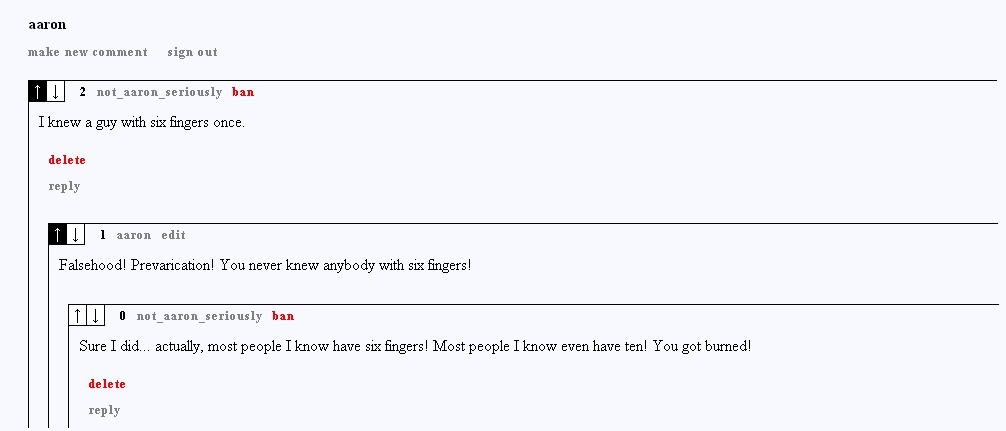 aaron
make new comment sign out
↑ ↓ 2 not_aaron_seriously ban
I knew a guy with six fingers once.
delete
reply
↑ ↓ 1 aaron edit
Falsehood! Prevarication! You never knew anybody with six fingers!
↑ ↓ 0 not_aaron_seriously ban
Sure I did... actually, most people I know have six fingers! Most people I know even have ten! You got burned!
delete
reply